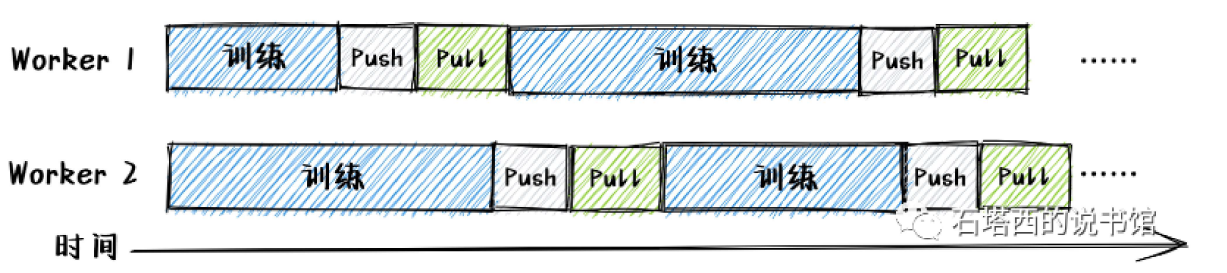 Worker 1 训练 Push Pull 训练 Push Pull ……
Worker 2 训练 Push Pull 训练 Push Pull ……
石塔西的说书馆
时间